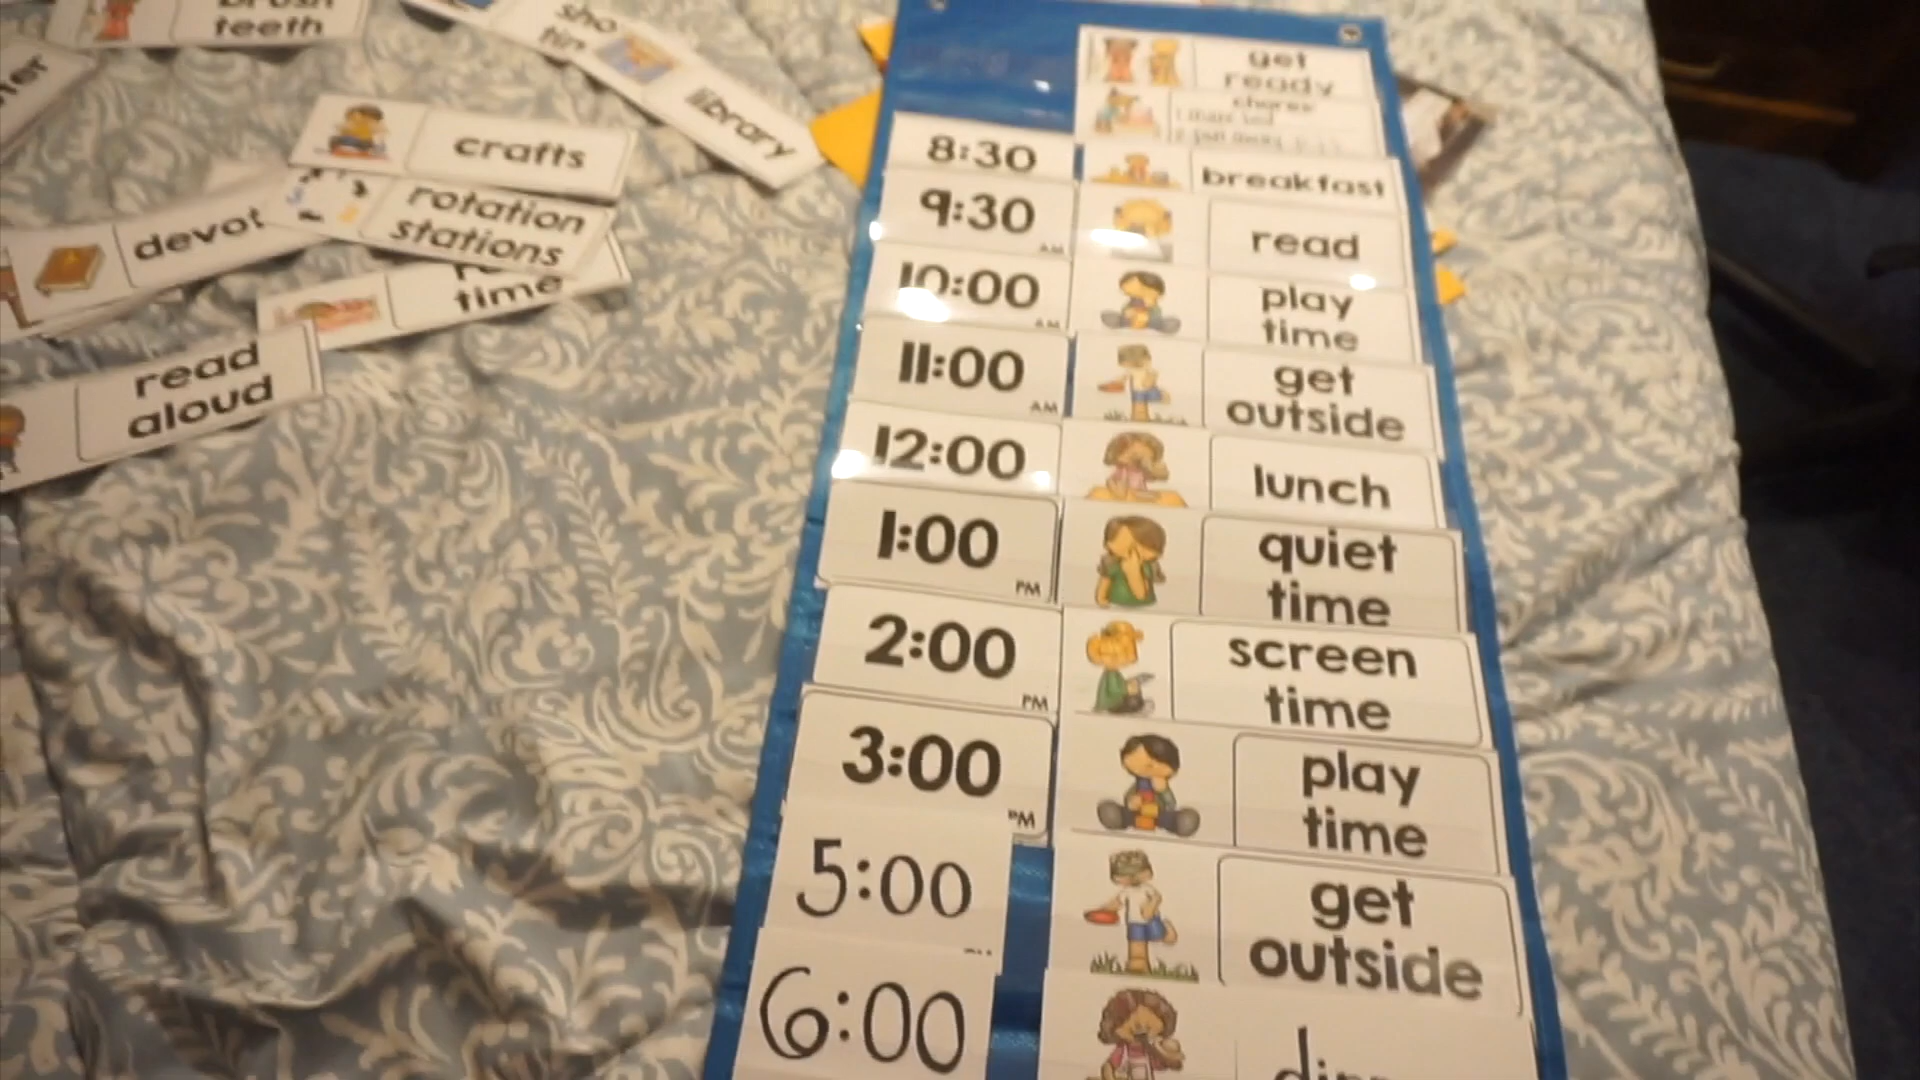 teeth
sho
library
crafts
rotation
stations
devot
time
read
aloud
get
ready
chores
8:30
breakfast
9:30
AM
read
10:00
AM
play
time
11:00
AM
get
outside
12:00
lunch
1:00
PM
quiet
time
2:00
PM
screen
time
3:00
PM
play
time
5:00
get
outside
6:00